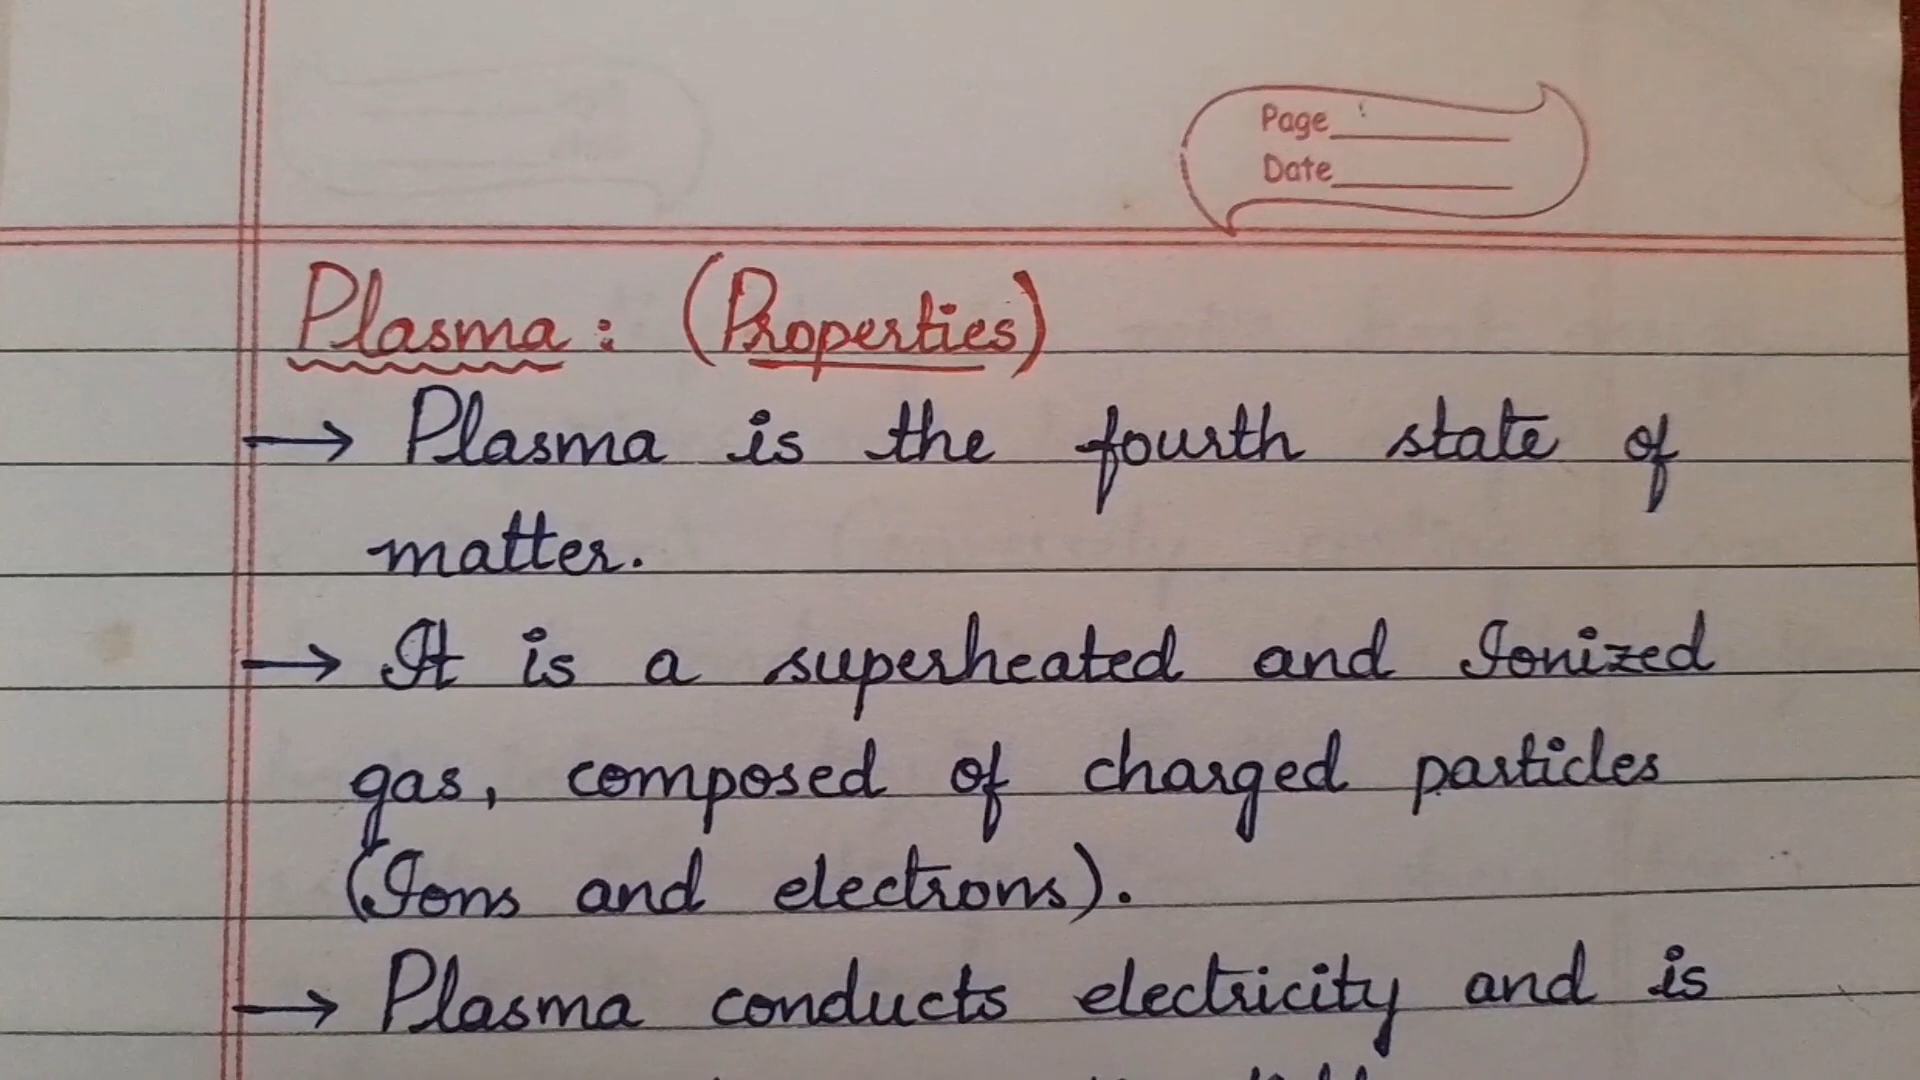 Page
Date
Plasma: (Properties)
→ Plasma is the fourth state of
matter.
→ It is a superheated and Ionized
gas, composed of charged particles
(Ions and electrons).
→ Plasma conducts electricity and is